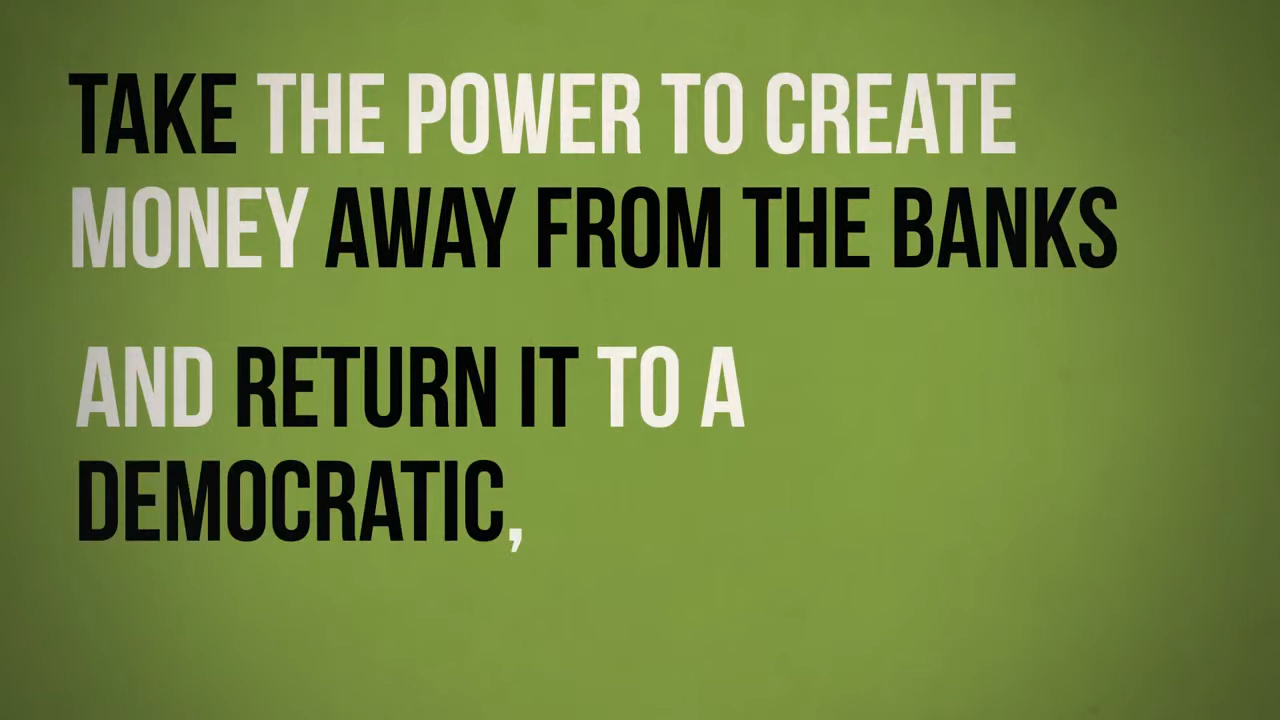 TAKE THE POWER TO CREATE
MONEY AWAY FROM THE BANKS
AND RETURN IT TO A
DEMOCRATIC,